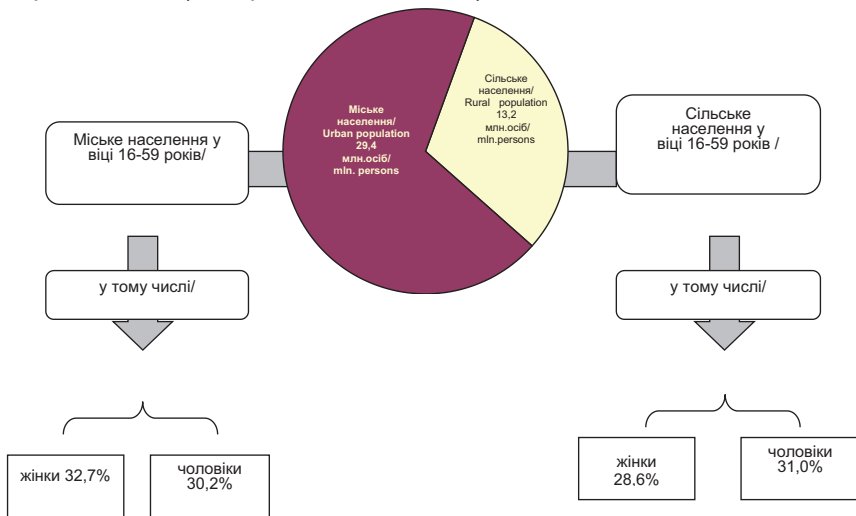 Міське
населення/
Urban population
29,4
млн.осіб/
mln. persons
Сільське
населення/
Rural population
13,2
млн.осіб/
mln.persons
Міське населення у
віці 16-59 років/
Сільське
населення у
віці 16-59 років /
у тому числі/
у тому числі/
жінки 32,7%
чоловіки
30,2%
жінки
28,6%
чоловіки
31,0%